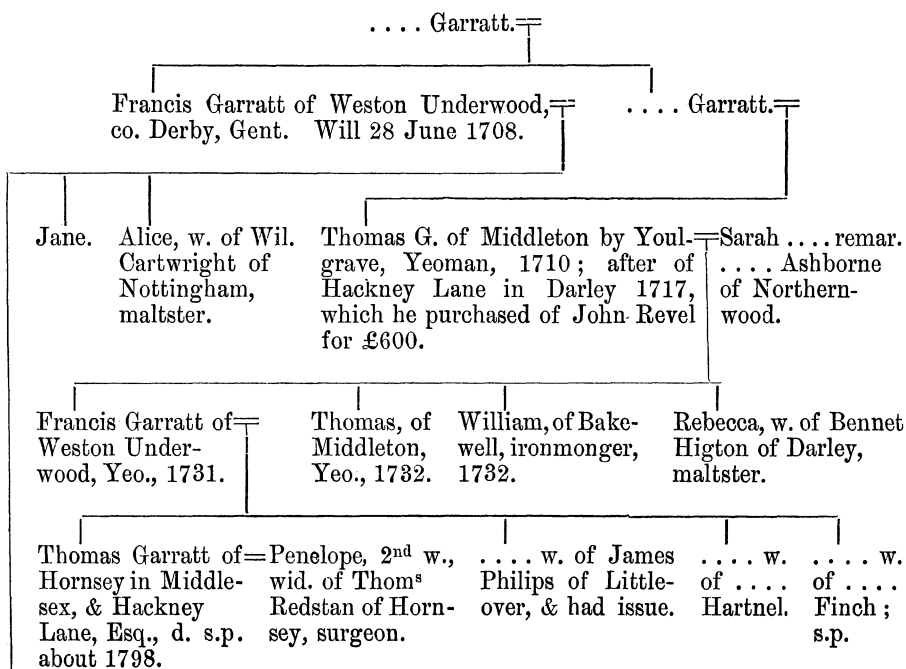 . . . . Garratt.
Francis Garratt of Weston Underwood,
co. Derby, Gent. Will 28 June 1708.
. . . . Garratt.
Jane.
Alice, w. of Wil.
Cartwright of
Nottingham,
maltster.
Thomas G. of Middleton by Youl-
grave, Yeoman, 1710 ; after of
Hackney Lane in Darley 1717,
which he purchased of John Revel
for £600.
Sarah . . . . remar.
. . . . Ashborne
of Northern-
wood.
Francis Garratt of
Weston Under-
wood, Yeo., 1731.
Thomas, of
Middleton,
Yeo., 1732.
William, of Bake-
well, ironmonger,
1732.
Rebecca, w. of Bennet
Higton of Darley,
maltster.
Thomas Garratt of
Hornsey in Middle-
sex, & Hackney
Lane, Esq., d. s.p.
about 1798.
Penelope, 2nd w.,
wid. of Thoms
Redstan of Horn-
sey, surgeon.
. . . . w. of James
Philips of Little-
over, & had issue.
. . . . w.
of . . . .
Hartnel.
. . . . w.
of . . . .
Finch ;
s.p.